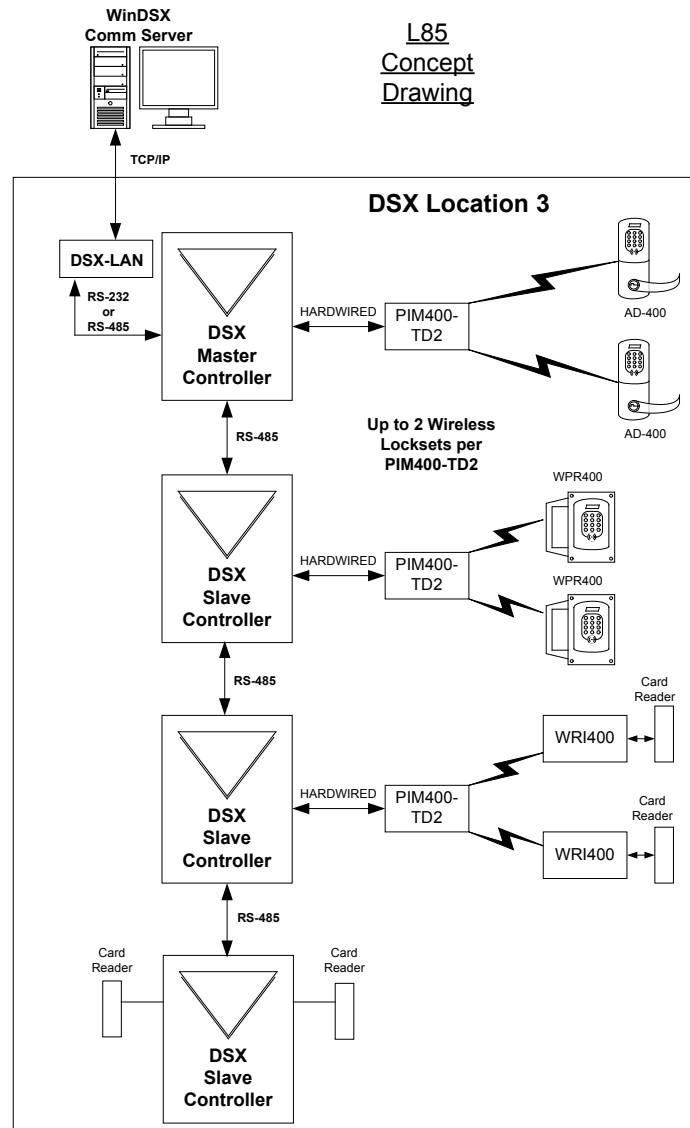 WinDSX
Comm Server
L85
Concept
Drawing
TCP/IP
DSX Location 3
DSX-LAN
RS-232
or
RS-485
DSX
Master
Controller
HARDWIRED
PIM400-
TD2
AD-400
AD-400
RS-485
Up to 2 Wireless
Locksets per
PIM400-TD2
DSX
Slave
Controller
HARDWIRED
PIM400-
TD2
WPR400
WPR400
RS-485
DSX
Slave
Controller
HARDWIRED
PIM400-
TD2
WRI400
Card
Reader
WRI400
Card
Reader
RS-485
Card
Reader
Card
Reader
DSX
Slave
Controller